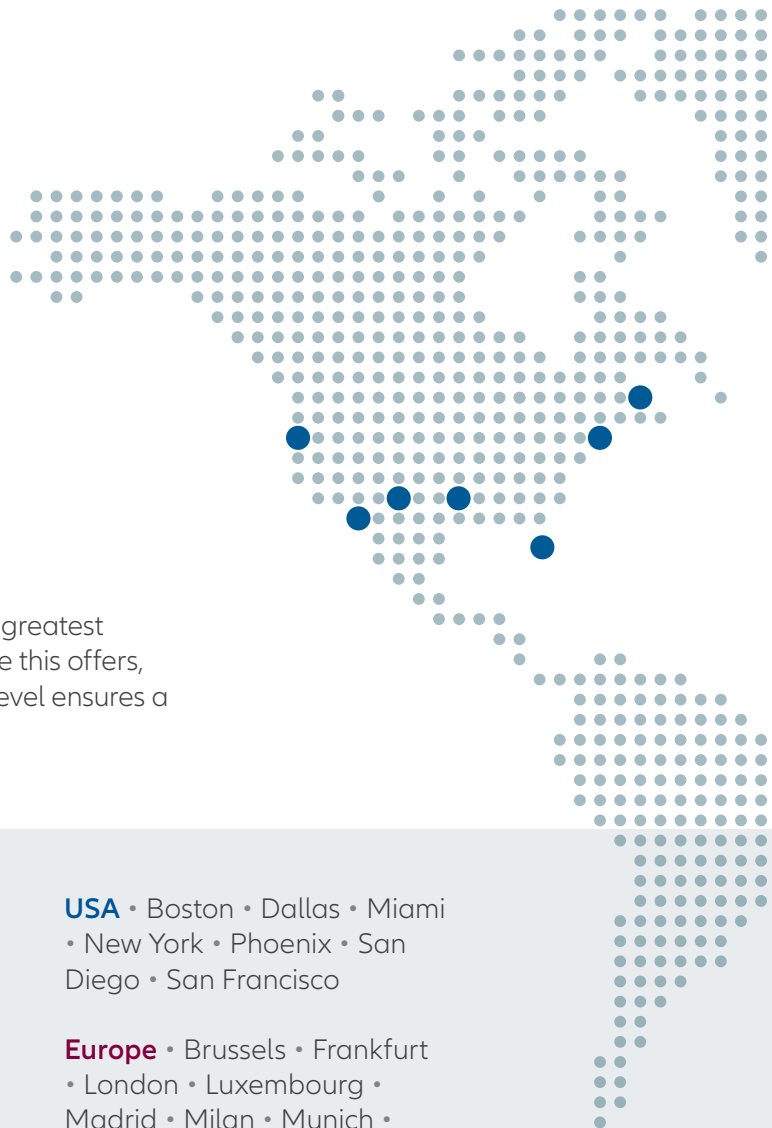 greatest
e this offers,
evel ensures a
USA • Boston • Dallas • Miami
• New York • Phoenix • San
Diego • San Francisco
Europe • Brussels • Frankfurt
• London • Luxembourg •
Madrid • Milan • Munich •